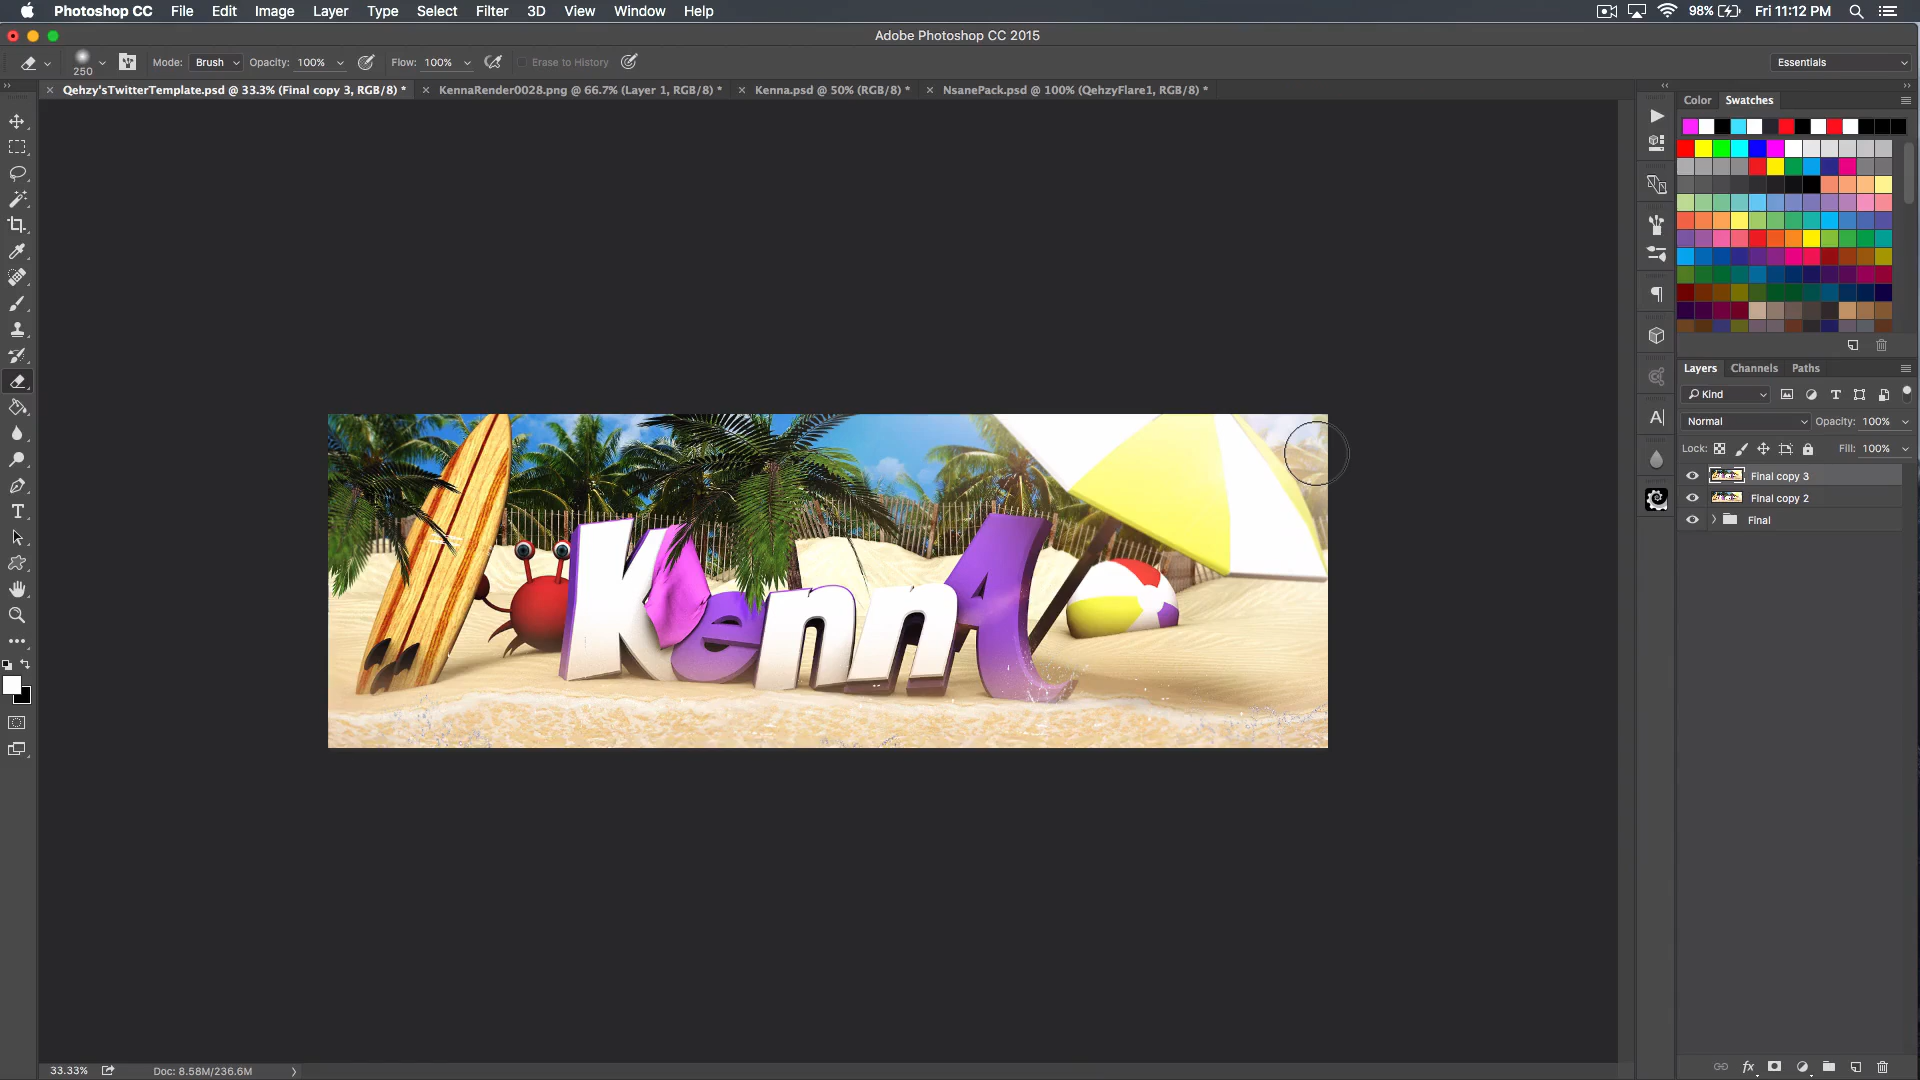 Photoshop CC File Edit Image Layer Type Select Filter 3D View Window Help 98% Fri 11:12 PM
Adobe Photoshop CC 2015
250 Mode: Brush Opacity: 100% Flow: 100% Erase to History Essentials
Qehzy'sTwitterTemplate.psd @ 33.3% (Final copy 3, RGB/8) * KennaRender0028.png @ 66.7% (Layer 1, RGB/8) * Kenna.psd @ 50% (RGB/8) * NsanePack.psd @ 100% (QehzyFlare1, RGB/8) *
Color Swatches
Layers Channels Paths
Kind
Normal Opacity: 100%
Lock: Fill: 100%
Final copy 3
Final copy 2
Final
KennA
33.33% Doc: 8.58M/236.6M